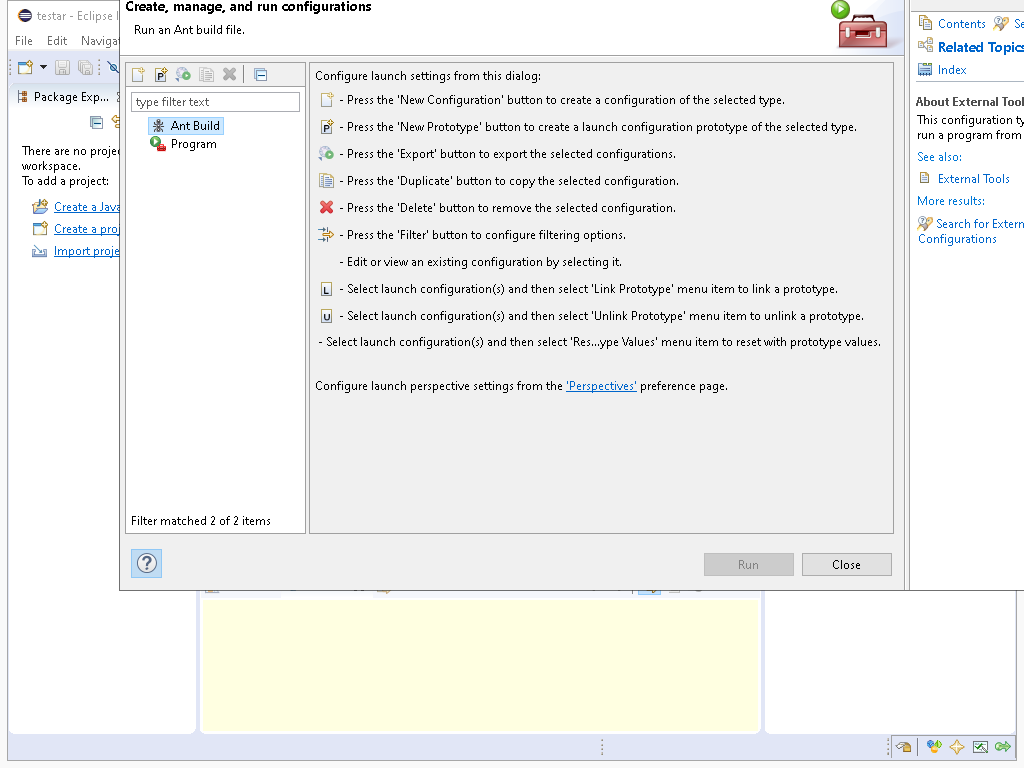 testar - Eclipse
File Edit Naviga
Package Exp...
There are no proje
workspace.
To add a project:
Create a Java
Create a proj
Import proje
Create, manage, and run configurations
Run an Ant build file.
type filter text
Ant Build
Program
Filter matched 2 of 2 items
Configure launch settings from this dialog:
- Press the 'New Configuration' button to create a configuration of the selected type.
P - Press the 'New Prototype' button to create a launch configuration prototype of the selected type.
- Press the 'Export' button to export the selected configurations.
- Press the 'Duplicate' button to copy the selected configuration.
- Press the 'Delete' button to remove the selected configuration.
- Press the 'Filter' button to configure filtering options.
- Edit or view an existing configuration by selecting it.
L - Select launch configuration(s) and then select 'Link Prototype' menu item to link a prototype.
U - Select launch configuration(s) and then select 'Unlink Prototype' menu item to unlink a prototype.
- Select launch configuration(s) and then select 'Res...ype Values' menu item to reset with prototype values.
Configure launch perspective settings from the 'Perspectives' preference page.
? Run Close
Contents Se
Related Topics
Index
About External Tool
This configuration ty
run a program from
See also:
External Tools
More results:
Search for Extern
Configurations